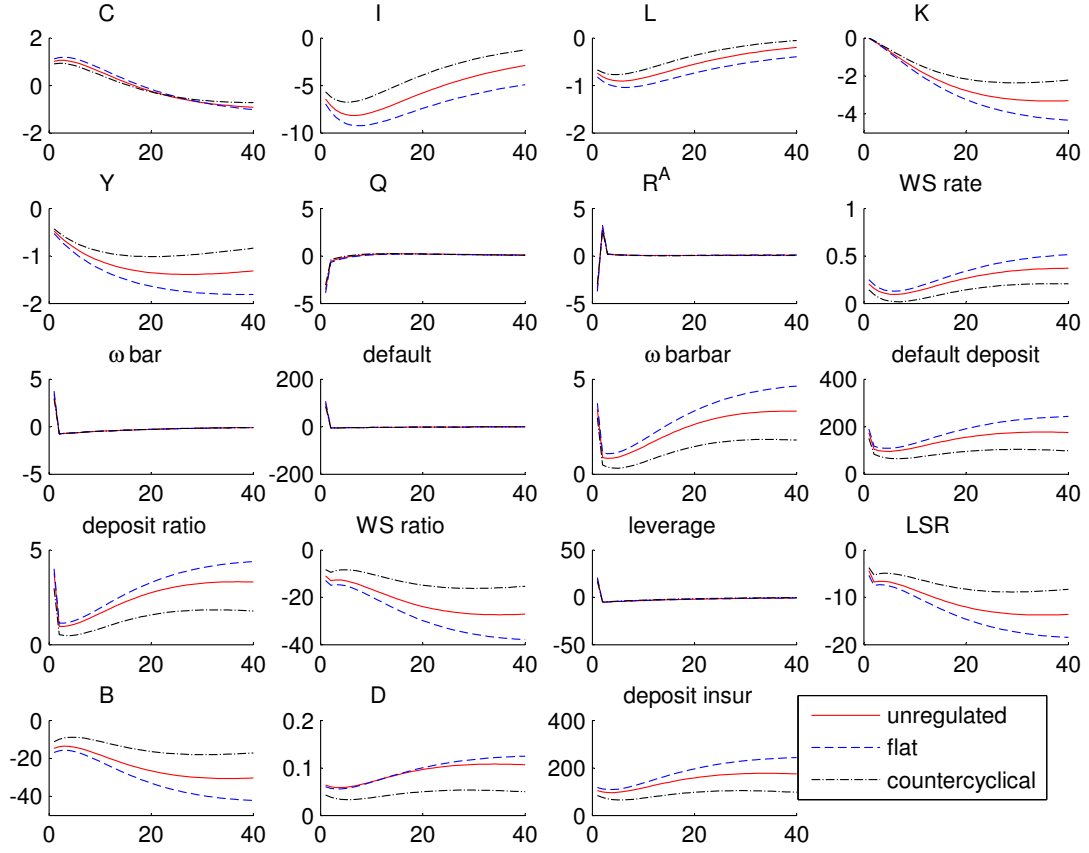 C I L K
2 0 -2 0 20 40
0 -5 -10 0 20 40
0 -1 -2 0 20 40
0 -2 -4 0 20 40
Y Q R^A WS rate
0 -1 -2 0 20 40
5 0 -5 0 20 40
5 0 -5 0 20 40
1 0.5 0 0 20 40
ω bar default ω barbar default deposit
5 0 -5 0 20 40
200 0 -200 0 20 40
5 0 0 20 40
400 200 0 0 20 40
deposit ratio WS ratio leverage LSR
5 0 0 20 40
0 -20 -40 0 20 40
50 0 -50 0 20 40
0 -10 -20 0 20 40
B D deposit insur
0 -20 -40 0 20 40
0.2 0.1 0 0 20 40
400 200 0 0 20 40
unregulated
flat
countercyclical